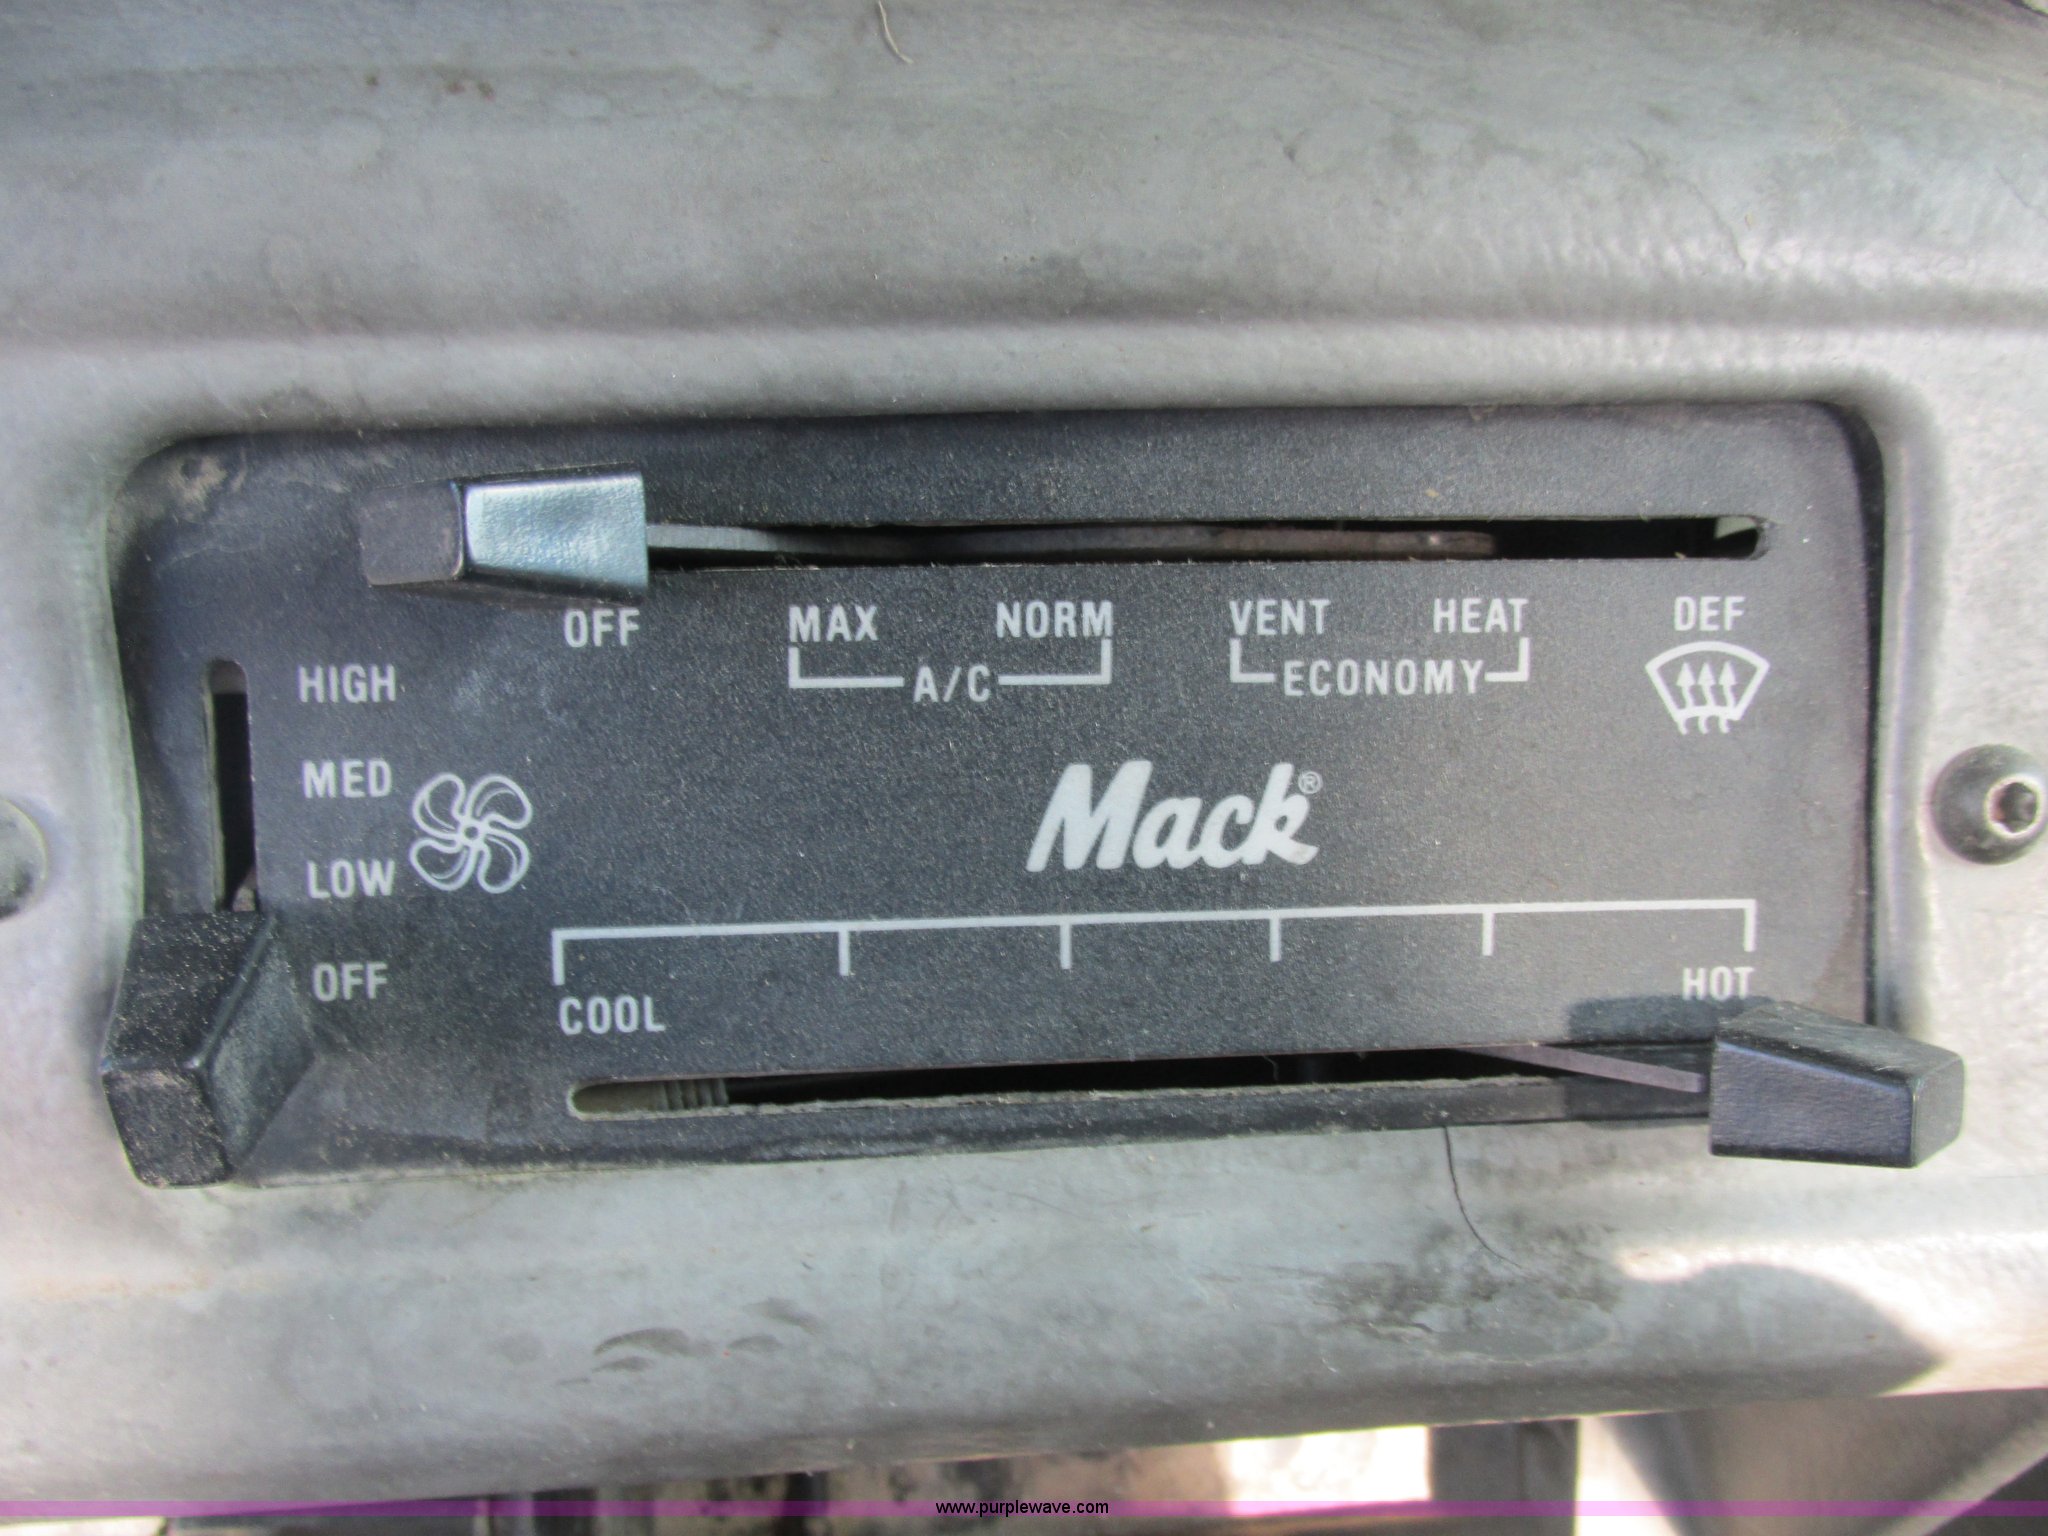 OFF MAX NORM VENT HEAT DEF
A/C ECONOMY
HIGH
MED
LOW
OFF
Mack®
COOL HOT
www.purplewave.com